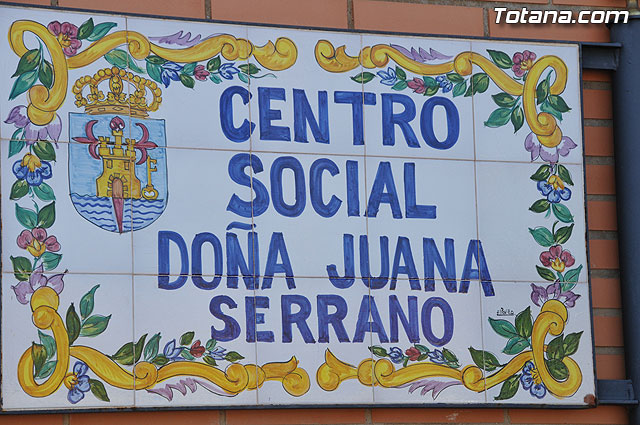 Totana.com
CENTRO
SOCIAL
DOÑA JUANA
SERRANO